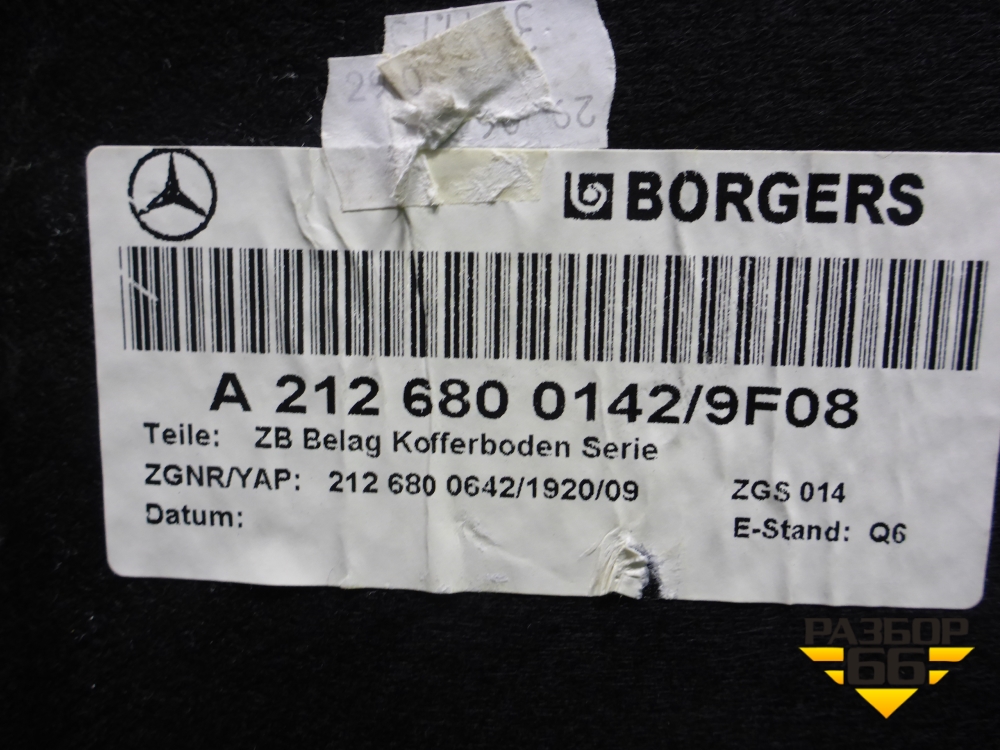 BORGERS
A 212 680 0142/9F08
Teile: ZB Belag Kofferboden Serie
ZGNR/YAP: 212 680 0642/1920/09 ZGS 014
Datum: E-Stand: Q6
РАЗБОР
66